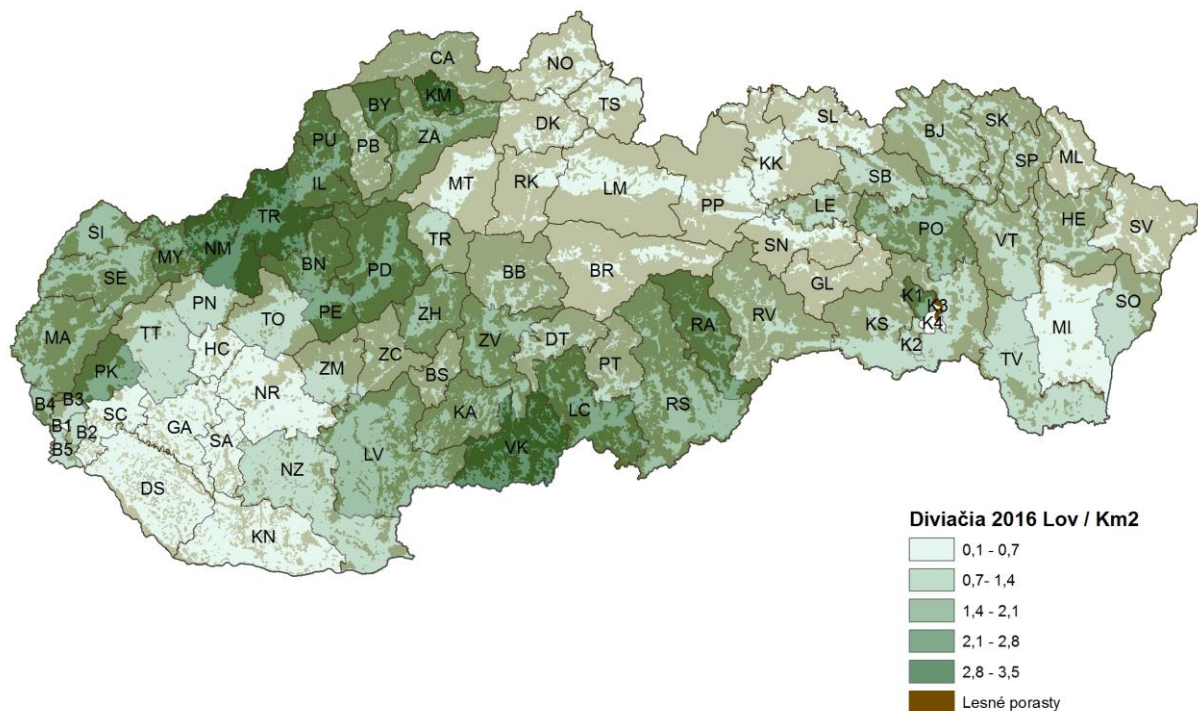 CA
NO
BY
KM
TS
PU
PB
ZA
DK
SL
BJ
SK
IL
MT
RK
LM
KK
SB
SP
ML
TR
PP
LE
HE
SI
MY
NM
TR
SN
PO
VT
SV
SE
BN
PD
BB
BR
GL
PN
TO
PE
ZH
K1
K3
SO
MA
TT
HC
ZV
DT
RA
RV
KS
K4
MI
PK
ZM
ZC
BS
PT
K2
TV
B4
B3
NR
KA
LC
RS
B1
B2
SC
GA
SA
B5
NZ
LV
VK
DS
KN
Diviačia 2016 Lov / Km2
0,1 - 0,7
0,7- 1,4
1,4 - 2,1
2,1 - 2,8
2,8 - 3,5
Lesné porasty